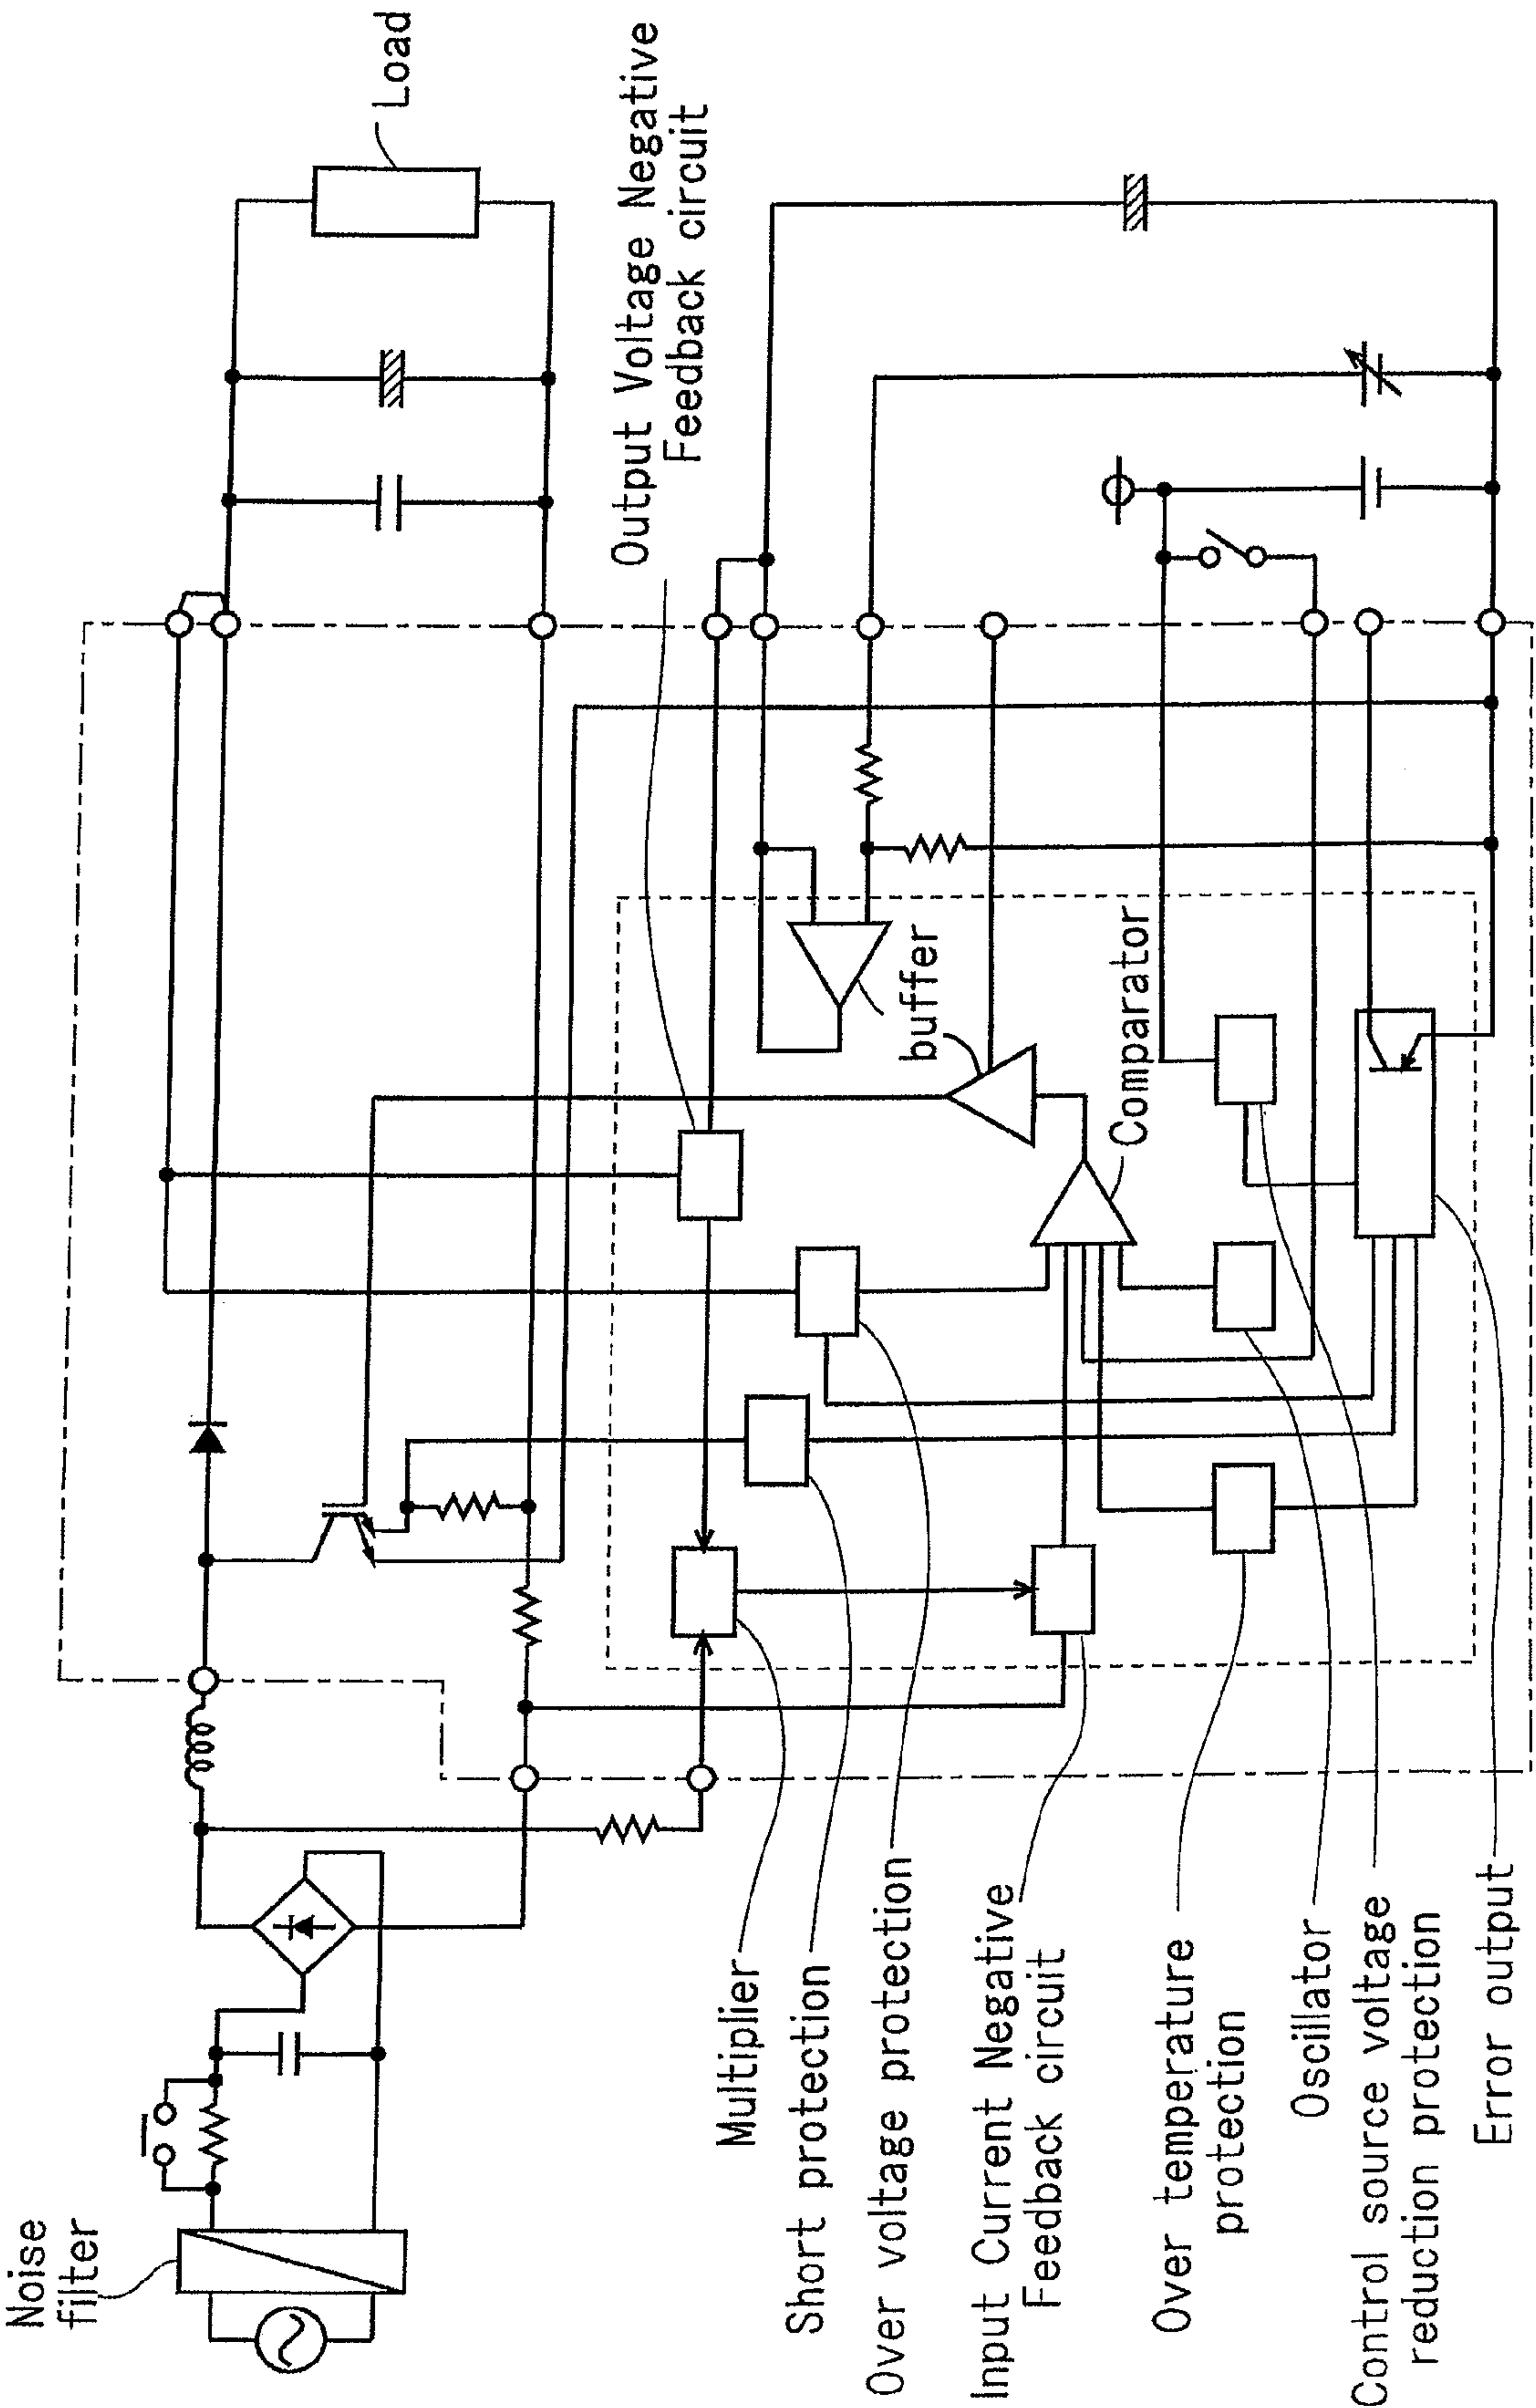 Noise
filter
Load
Output Voltage Negative
Feedback circuit
buffer
Comparator
Multiplier
Short protection
Over voltage protection
Input Current Negative
Feedback circuit
Over temperature
protection
Oscillator
Control source voltage
reduction protection
Error output